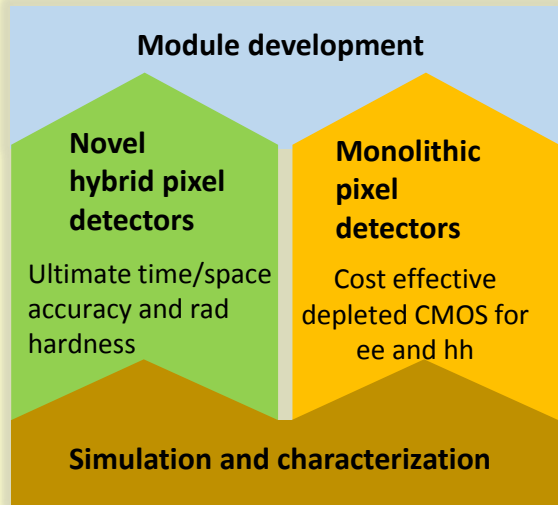 Module development
Novel
hybrid pixel
detectors
Ultimate time/space
accuracy and rad
hardness
Monolithic
pixel
detectors
Cost effective
depleted CMOS for
ee and hh
Simulation and characterization